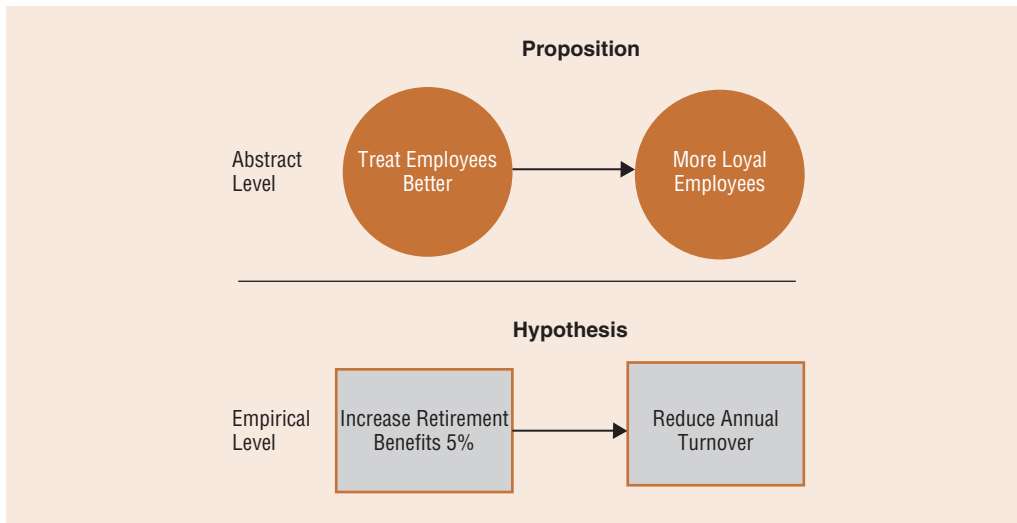 Proposition
Abstract
Level
Treat Employees
Better
More Loyal
Employees
Hypothesis
Empirical
Level
Increase Retirement
Benefits 5%
Reduce Annual
Turnover